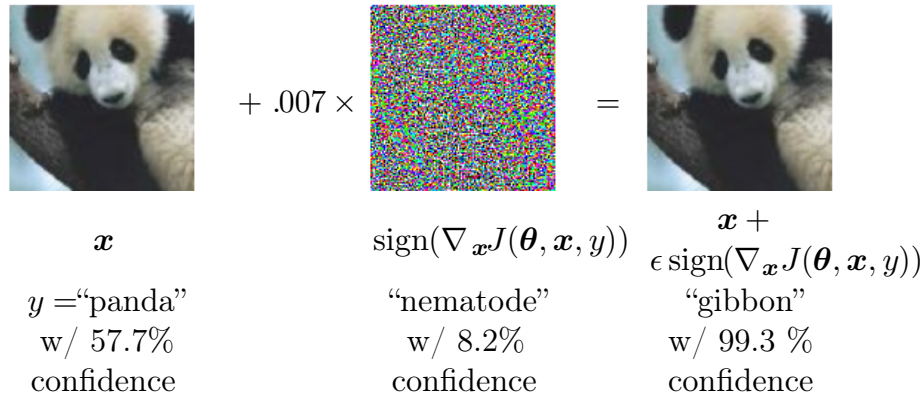 + .007 × =
x
sign(∇ₓJ(θ, x, y))
x +
ϵ sign(∇ₓJ(θ, x, y))
y =“panda”
w/ 57.7%
confidence
“nematode”
w/ 8.2%
confidence
“gibbon”
w/ 99.3 %
confidence